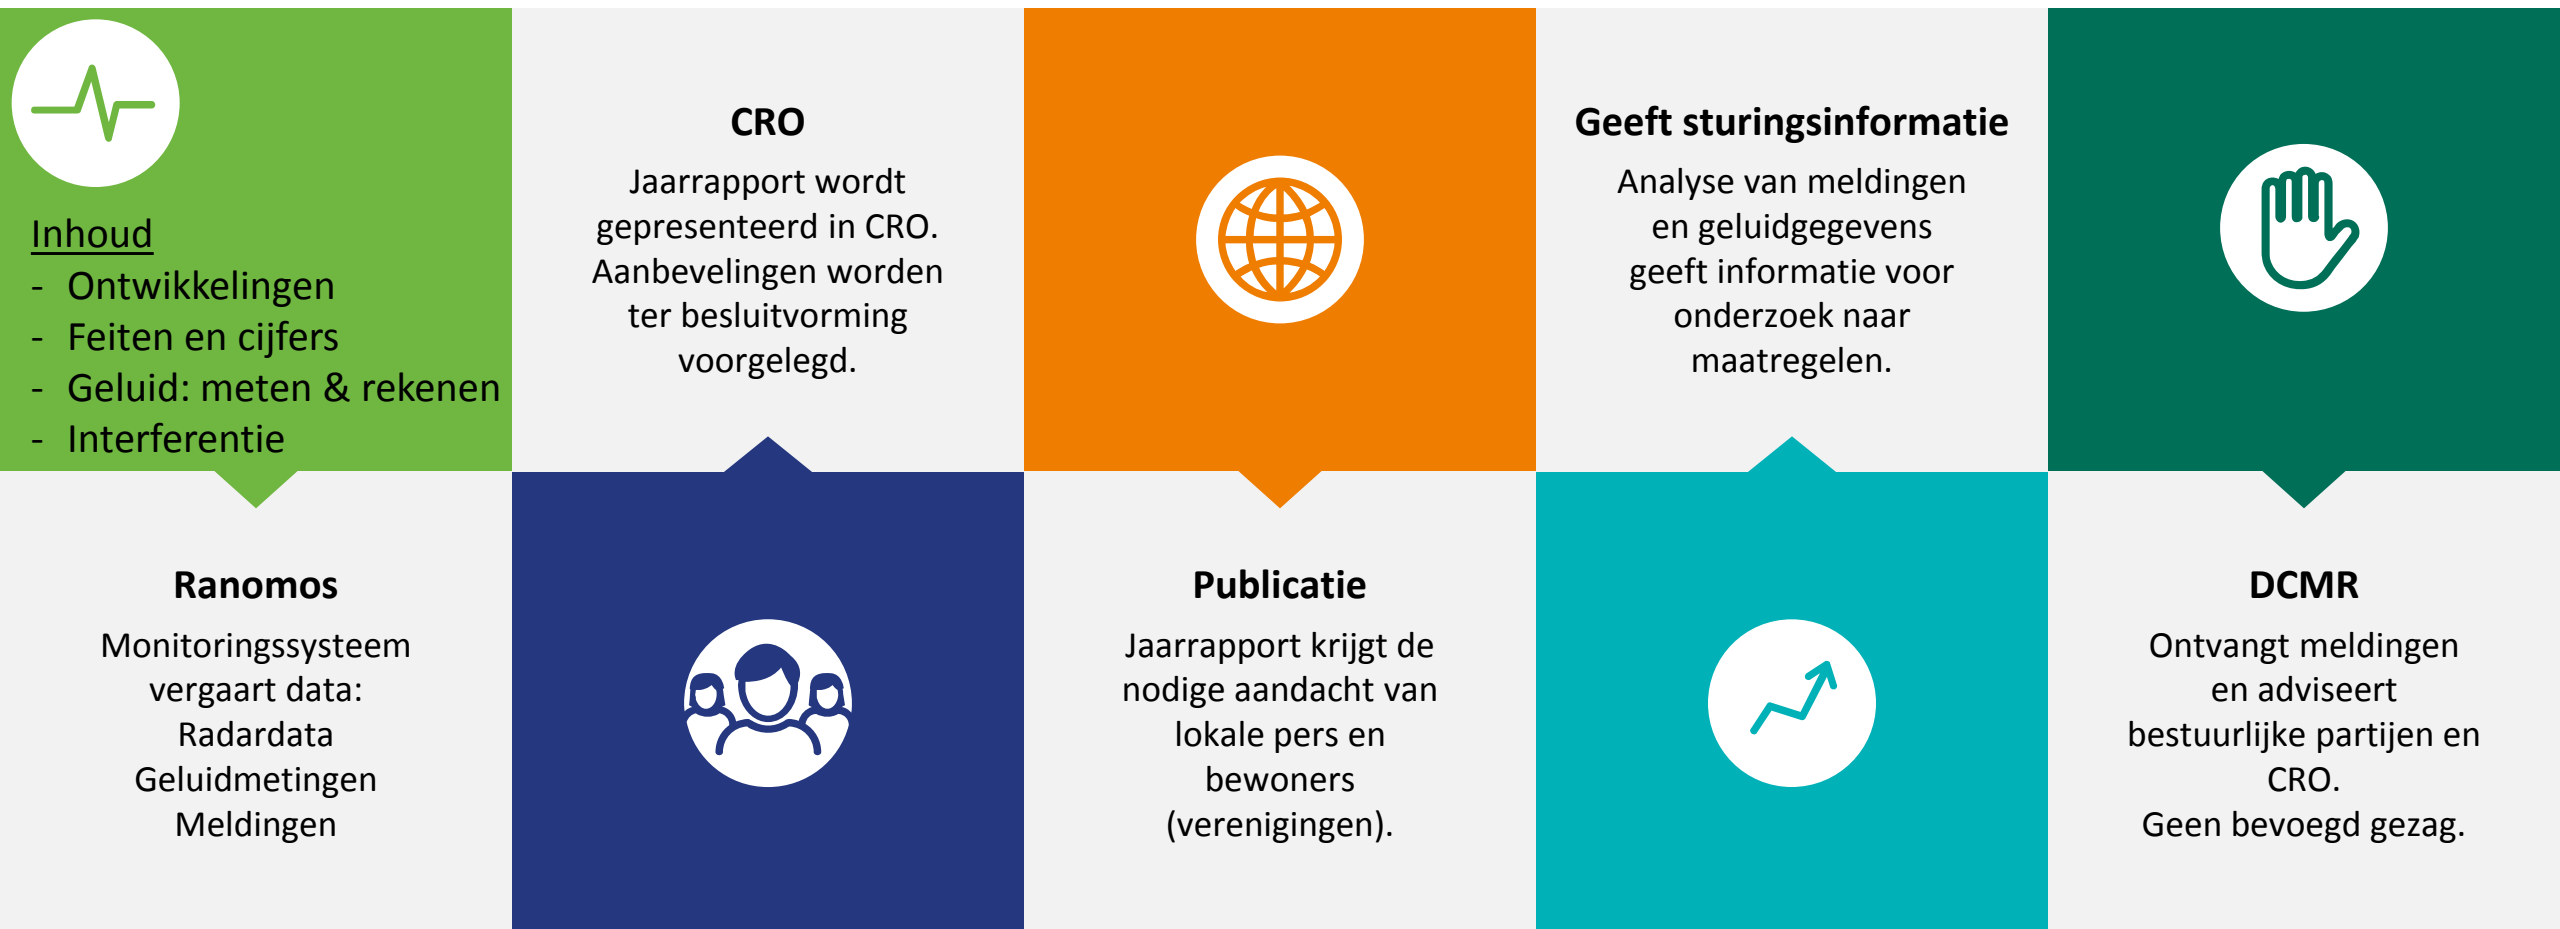 Inhoud
- Ontwikkelingen
- Feiten en cijfers
- Geluid: meten & rekenen
- Interferentie
Ranomos
Monitoringssysteem
vergaart data:
Radardata
Geluidmetingen
Meldingen
CRO
Jaarrapport wordt
gepresenteerd in CRO.
Aanbevelingen worden
ter besluitvorming
voorgelegd.
Publicatie
Jaarrapport krijgt de
nodige aandacht van
lokale pers en
bewoners
(verenigingen).
Geeft sturingsinformatie
Analyse van meldingen
en geluidgegevens
geeft informatie voor
onderzoek naar
maatregelen.
DCMR
Ontvangt meldingen
en adviseert
bestuurlijke partijen en
CRO.
Geen bevoegd gezag.